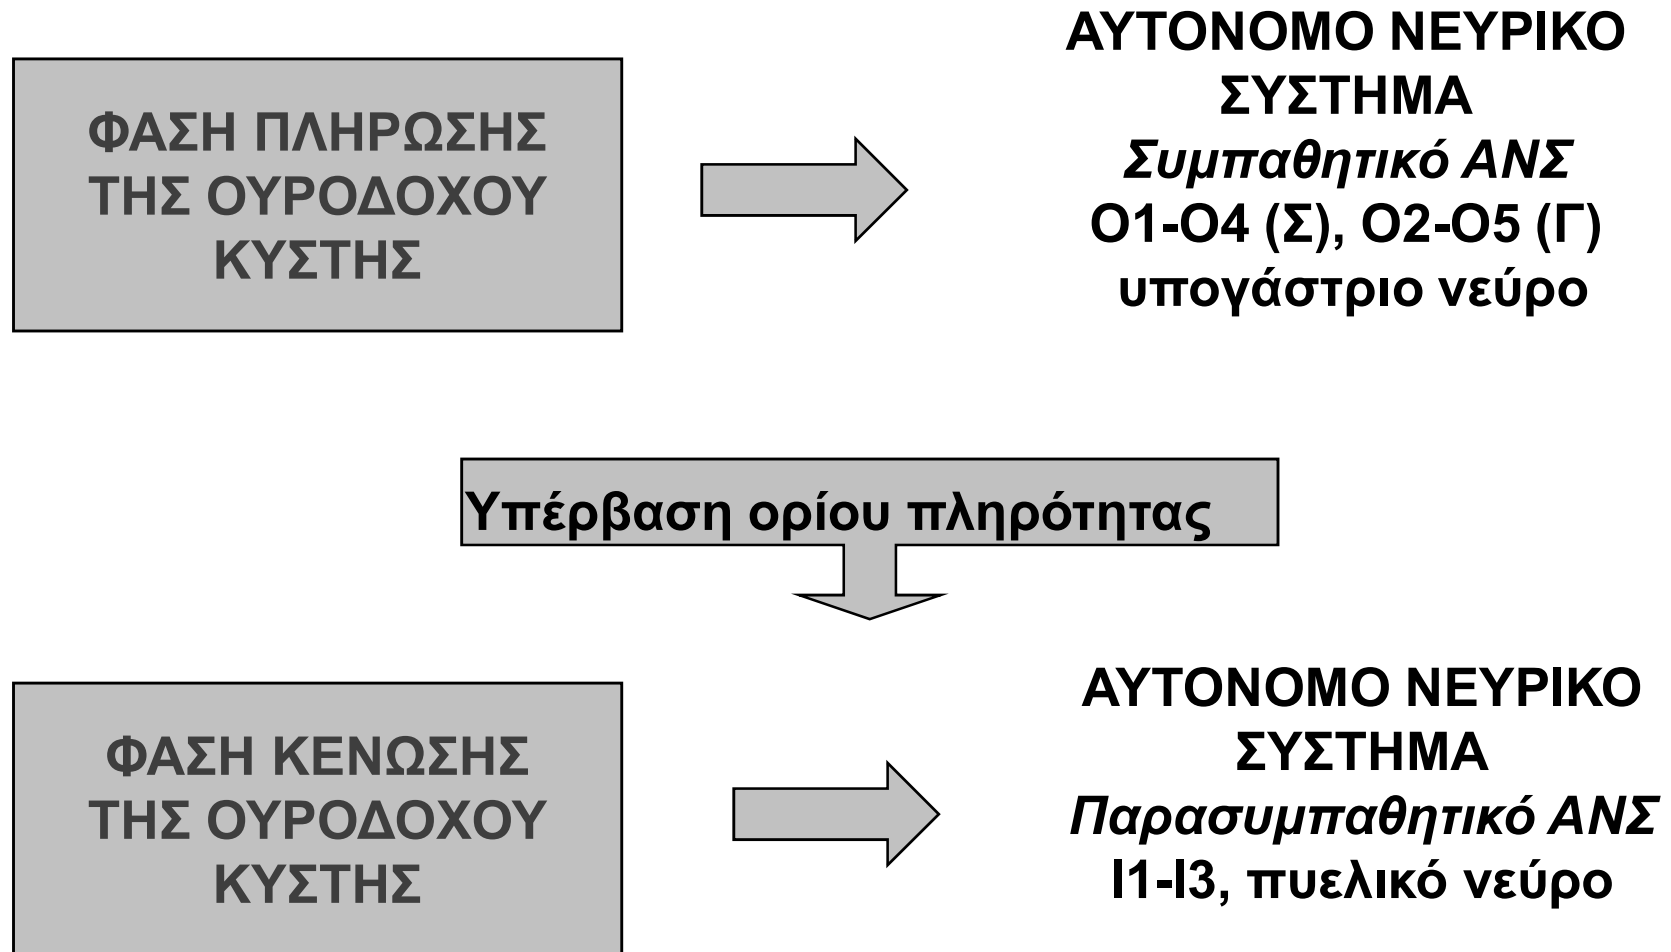 ΦΑΣΗ ΠΛΗΡΩΣΗΣ
ΤΗΣ ΟΥΡΟΔΟΧΟΥ
ΚΥΣΤΗΣ
ΑΥΤΟΝΟΜΟ ΝΕΥΡΙΚΟ
ΣΥΣΤΗΜΑ
Συμπαθητικό ΑΝΣ
Ο1-Ο4 (Σ), Ο2-Ο5 (Γ)
υπογάστριο νεύρο
Υπέρβαση ορίου πληρότητας
ΦΑΣΗ ΚΕΝΩΣΗΣ
ΤΗΣ ΟΥΡΟΔΟΧΟΥ
ΚΥΣΤΗΣ
ΑΥΤΟΝΟΜΟ ΝΕΥΡΙΚΟ
ΣΥΣΤΗΜΑ
Παρασυμπαθητικό ΑΝΣ
Ι1-Ι3, πυελικό νεύρο